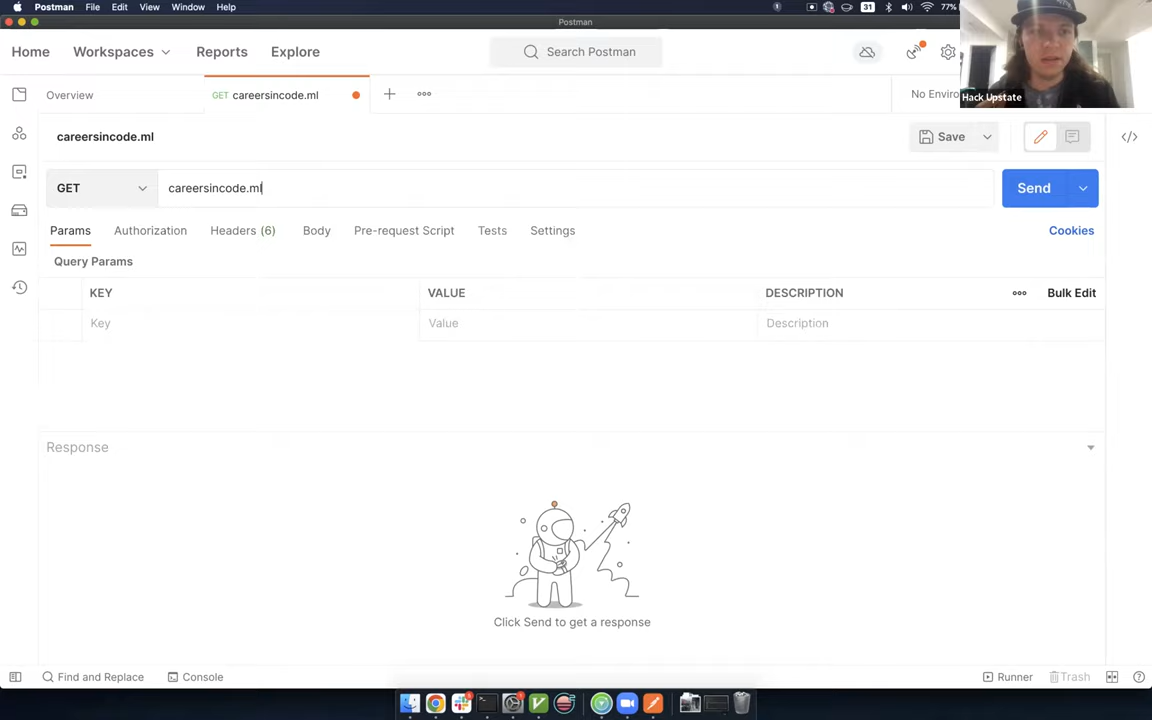 Postman File Edit View Window Help
31
77%
Postman
Home Workspaces Reports Explore
Search Postman
Overview
GET careersincode.ml
No Enviro
Hack Upstate
careersincode.ml
Save
GET
careersincode.ml
Send
Params Authorization Headers (6) Body Pre-request Script Tests Settings
Cookies
Query Params
KEY VALUE DESCRIPTION
Bulk Edit
Key Value Description
Response
Click Send to get a response
Find and Replace Console
Runner Trash